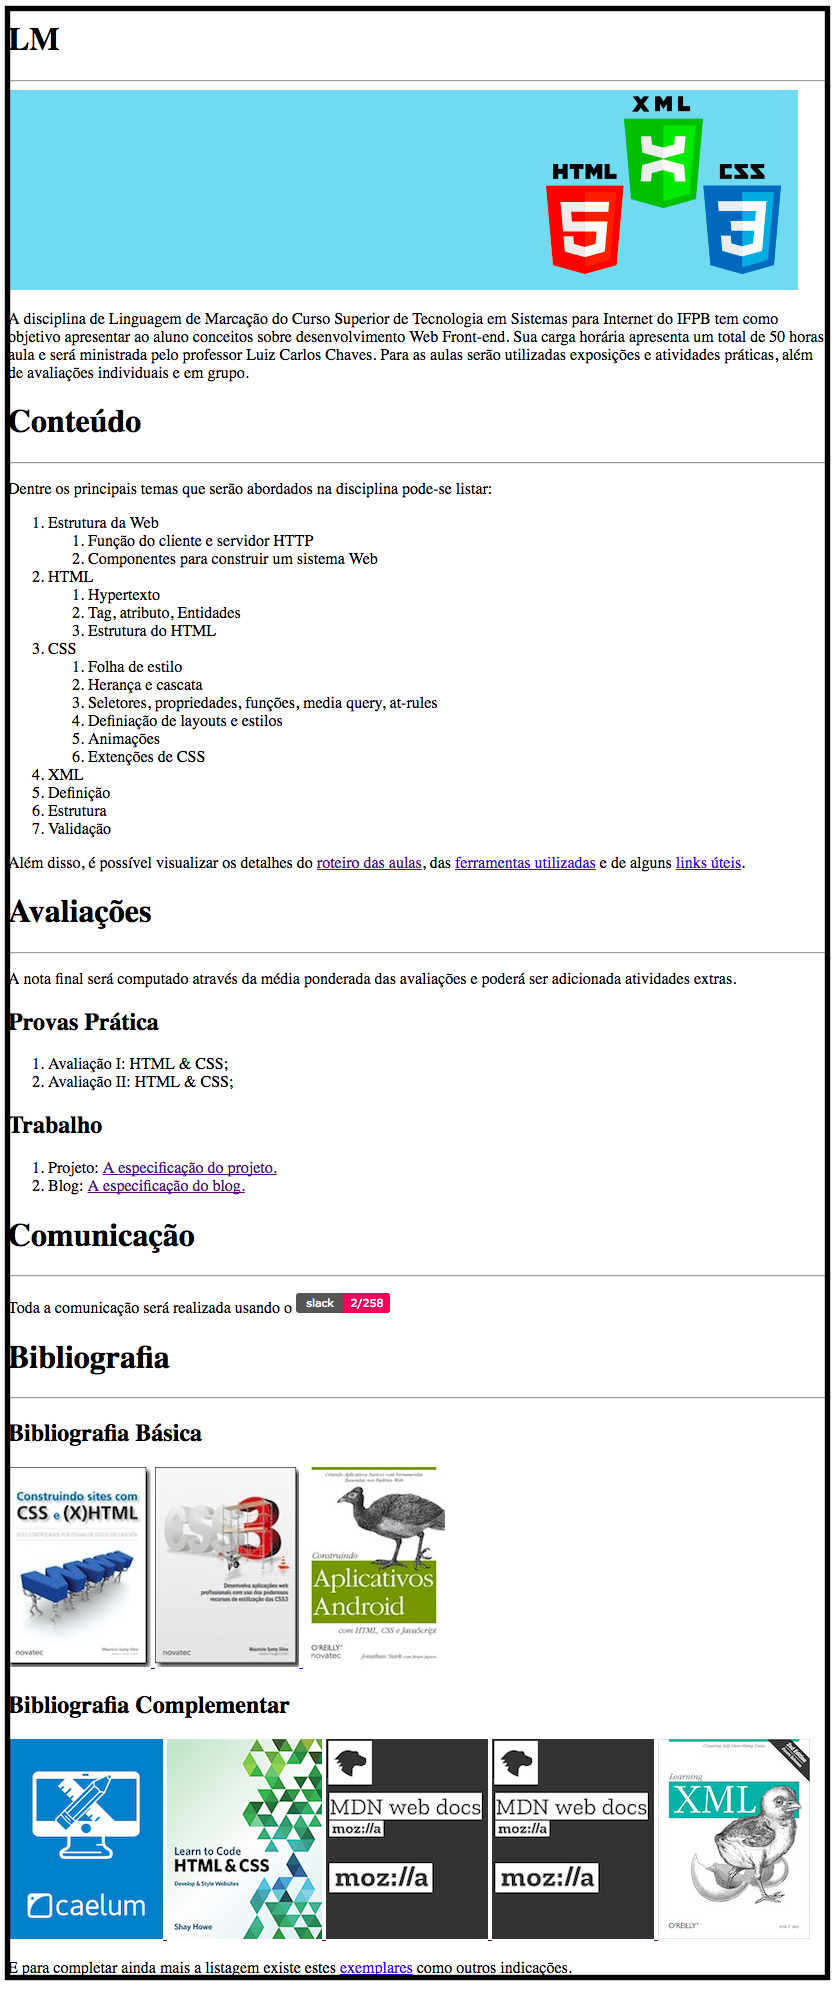 LM
XML
HTML
CSS
A disciplina de Linguagem de Marcação do Curso Superior de Tecnologia em Sistemas para Internet do IFPB tem como
objetivo apresentar ao aluno conceitos sobre desenvolvimento Web Front-end. Sua carga horária apresenta um total de 50 horas
aula e será ministrada pelo professor Luiz Carlos Chaves. Para as aulas serão utilizadas exposições e atividades práticas, além
de avaliações individuais e em grupo.
Conteúdo
Dentre os principais temas que serão abordados na disciplina pode-se listar:
1. Estrutura da Web
1. Função do cliente e servidor HTTP
2. Componentes para construir um sistema Web
2. HTML
1. Hypertexto
2. Tag, atributo, Entidades
3. Estrutura do HTML
3. CSS
1. Folha de estilo
2. Herança e cascata
3. Seletores, propriedades, funções, media query, at-rules
4. Definiação de layouts e estilos
5. Animações
6. Extenções de CSS
4. XML
5. Definição
6. Estrutura
7. Validação
Além disso, é possível visualizar os detalhes do roteiro das aulas, das ferramentas utilizadas e de alguns links úteis.
Avaliações
A nota final será computado através da média ponderada das avaliações e poderá ser adicionada atividades extras.
Provas Prática
1. Avaliação I: HTML & CSS;
2. Avaliação II: HTML & CSS;
Trabalho
1. Projeto: A especificação do projeto.
2. Blog: A especificação do blog.
Comunicação
Toda a comunicação será realizada usando o slack 2/258
Bibliografia
Bibliografia Básica
Construindo sites com
CSS e (X)HTML
SITES CONTROLADOS POR FOLHAS DE ESTILO EM CASCATA
WWW
novatec
Maurício Samy Silva
CSS3
Desenvolva aplicações web
profissionais com uso dos poderosos
recursos de estilização das CSS3
novatec
Maurício Samy Silva
Criando Aplicativos Nativos com Ferramentas
Baseadas nos Padrões Web
Construindo
Aplicativos
Android
com HTML, CSS e JavaScript
O'REILLY
novatec
Jonathan Stark
Bibliografia Complementar
caelum
Learn to Code
HTML & CSS
Develop & Style Websites
Shay Howe
MDN web docs
moz://a
moz://a
MDN web docs
moz://a
moz://a
Creating Self-Describing Data
2nd Edition
Learning
XML
O'REILLY
Erik T. Ray
E para completar ainda mais a listagem existe estes exemplares como outros indicações.